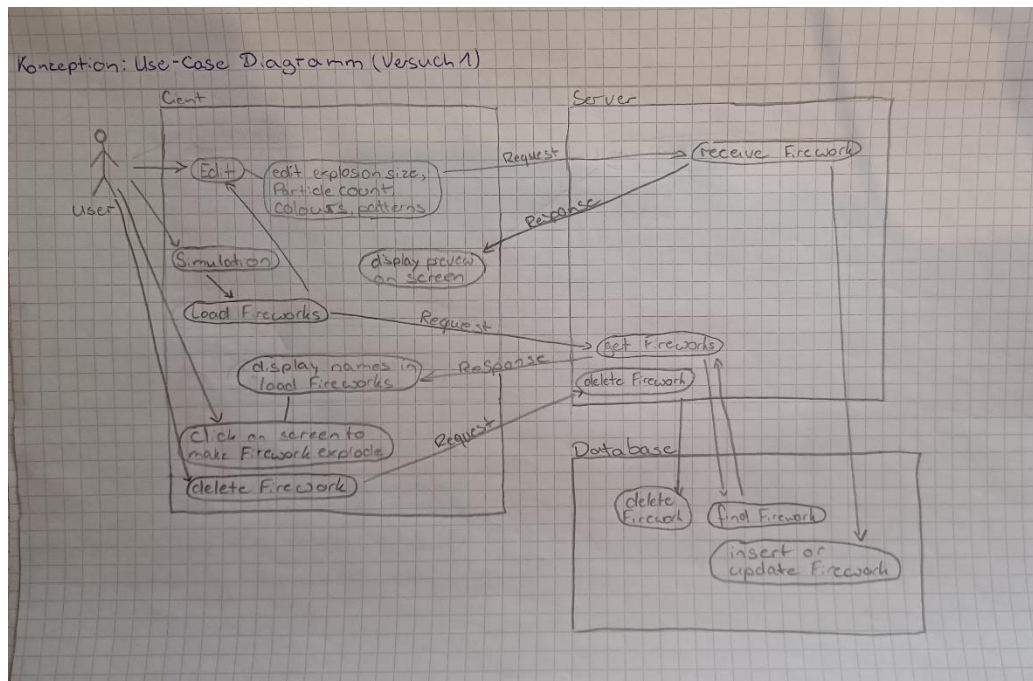 Konzeption: Use-Case Diagramm (Versuch 1)
Cient
Server
User
Edit
edit explosion size,
Particle count,
colours, patterns
Request
receive Firework
Response
display prevew
on screen
Simulation
Load Fireworks
Request
get Fireworks
Response
display names in
load Fireworks
delete Firework
click on screen to
make Firework explode
Request
delete Firework
Database
delete
Firework
find Firework
insert or
update Firework